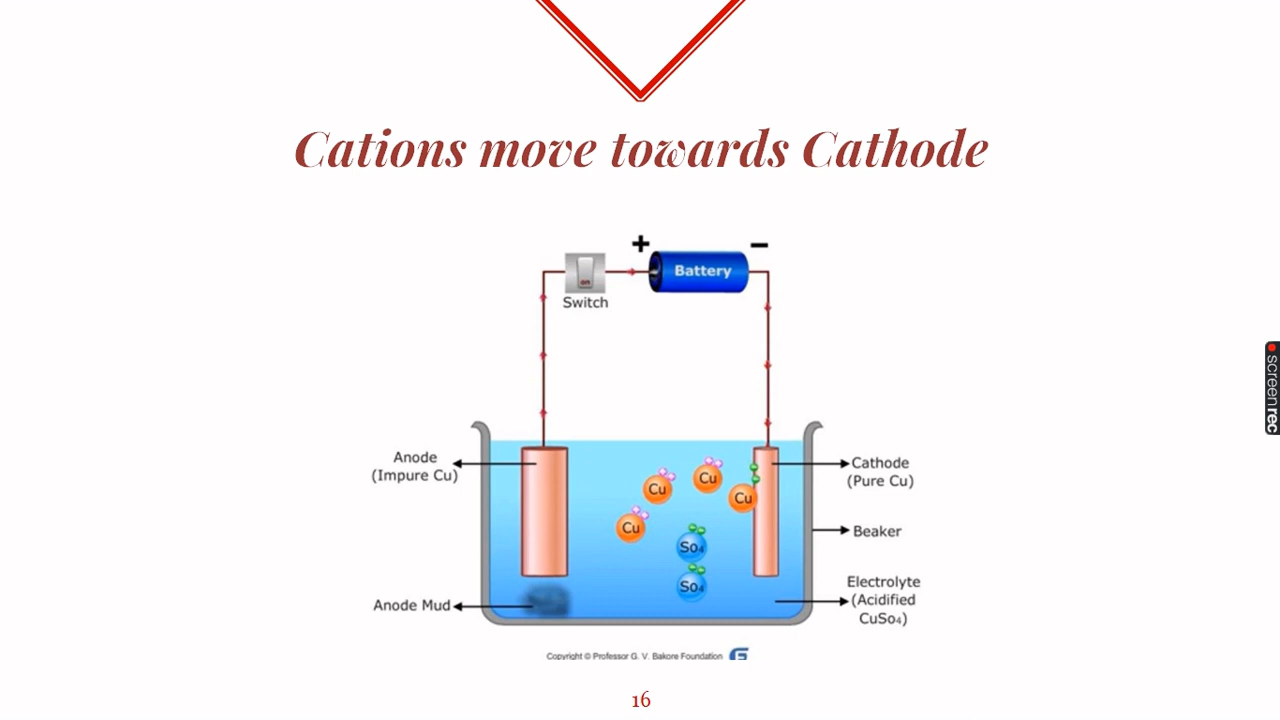 Cations move towards Cathode
+
−
Battery
on
Switch
Anode
(Impure Cu)
Cu
Cu
Cu
Cu
So₄
So₄
Cathode
(Pure Cu)
Beaker
Anode Mud
Electrolyte
(Acidified
CuSo₄)
Copyright © Professor G. V. Bakore Foundation
16
screenrec